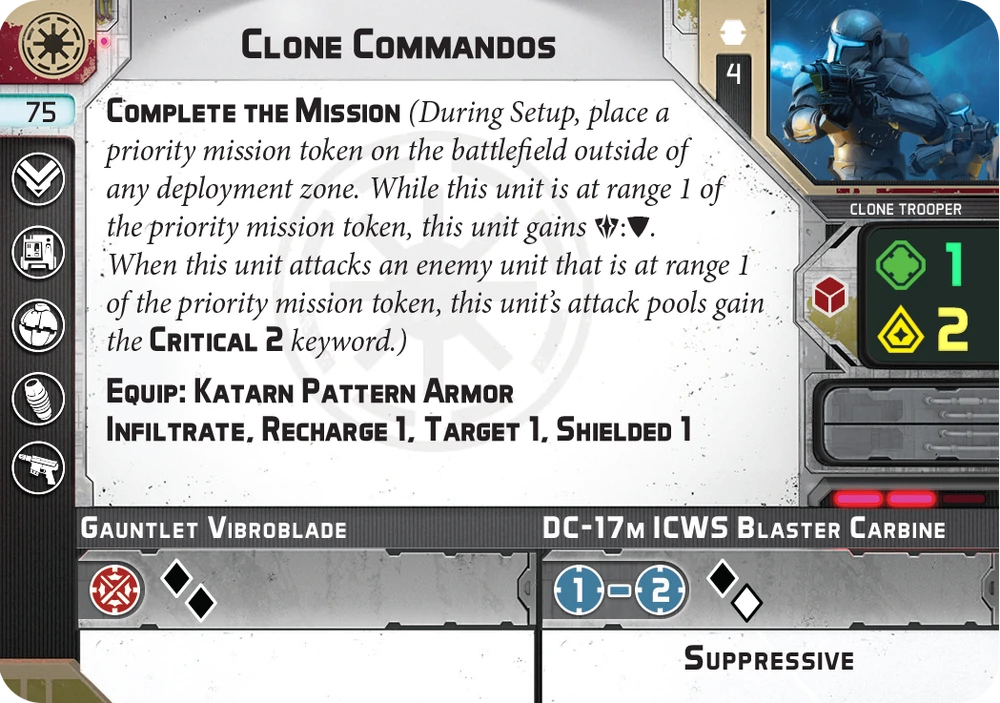 Clone Commandos
4
75
Complete the Mission (During Setup, place a
priority mission token on the battlefield outside of
any deployment zone. While this unit is at range 1 of
the priority mission token, this unit gains :.
When this unit attacks an enemy unit that is at range 1
of the priority mission token, this unit's attack pools gain
the Critical 2 keyword.)
Equip: Katarn Pattern Armor
Infiltrate, Recharge 1, Target 1, Shielded 1
CLONE TROOPER
1
2
Gauntlet Vibroblade
DC-17m ICWS Blaster Carbine
1-2
Suppressive